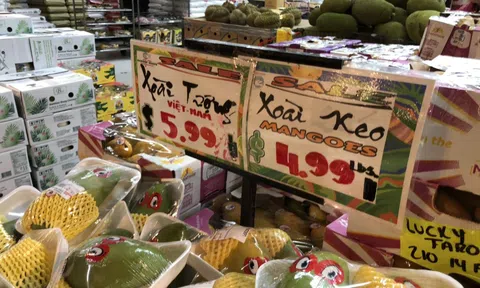 SALE
Xoài Tượng
VIỆT-NAM
$ 5.99
SALE
Xoài Keo
MANGOES
4.99 LBS.
LUCKY
TARO